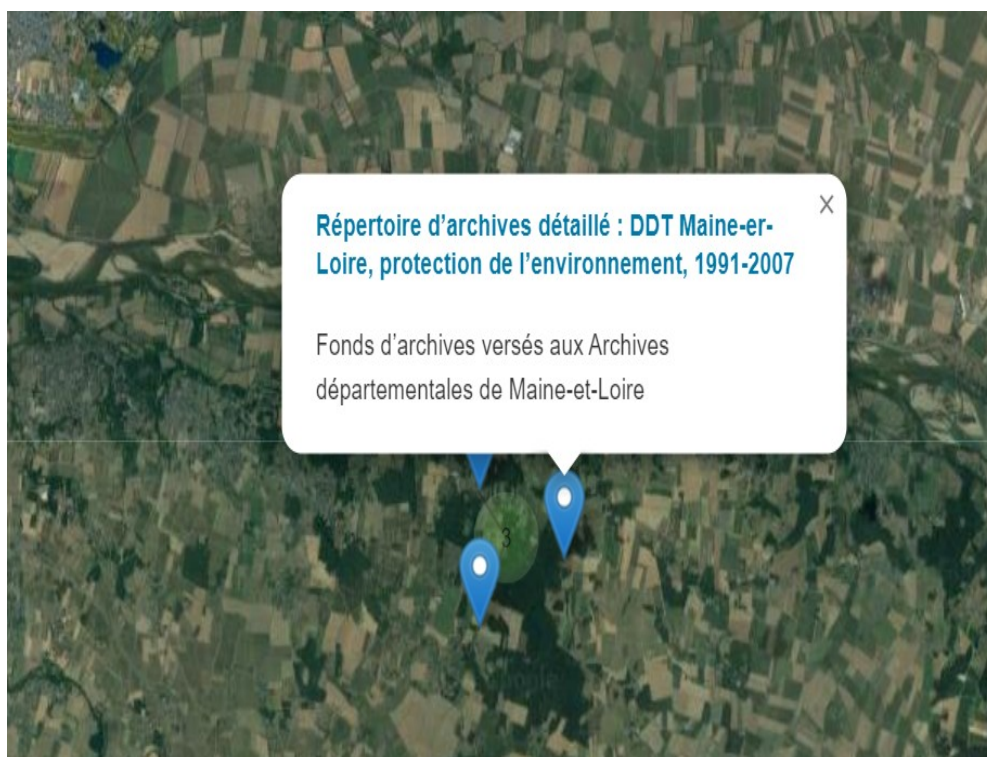 Répertoire d’archives détaillé : DDT Maine-er-
Loire, protection de l’environnement, 1991-2007
X
Fonds d’archives versés aux Archives
départementales de Maine-et-Loire
3